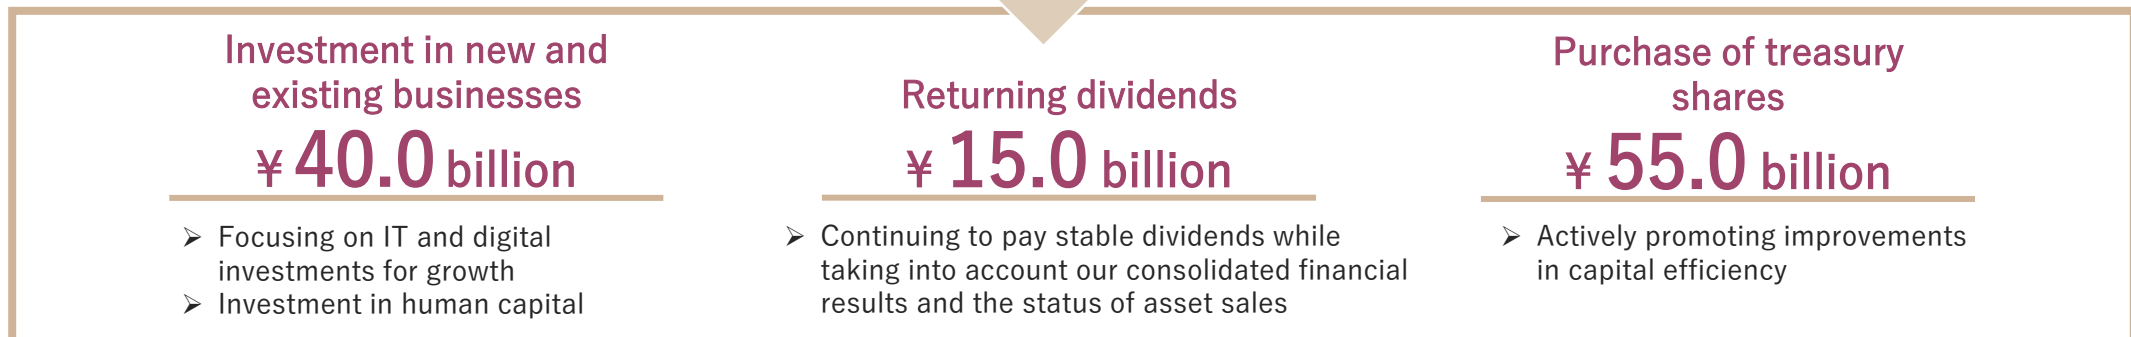 Investment in new and
existing businesses
¥ 40.0 billion
➢ Focusing on IT and digital
investments for growth
➢ Investment in human capital
Returning dividends
¥ 15.0 billion
➢ Continuing to pay stable dividends while
taking into account our consolidated financial
results and the status of asset sales
Purchase of treasury
shares
¥ 55.0 billion
➢ Actively promoting improvements
in capital efficiency